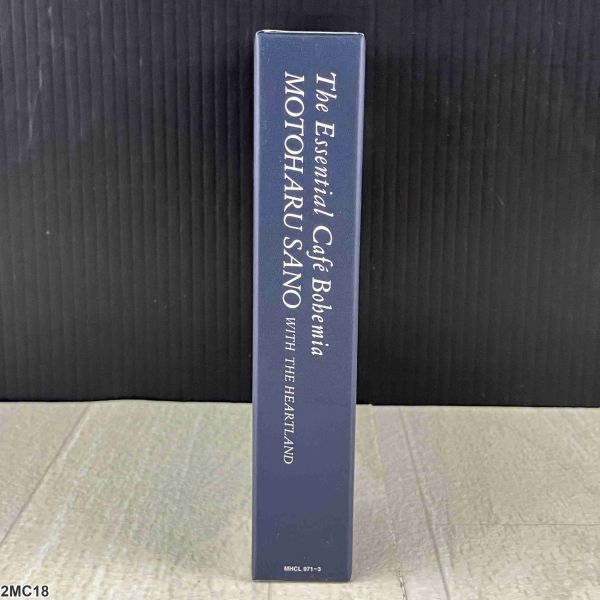 The Essential Café Bohemia
MOTOHARU SANO WITH THE HEARTLAND
MHCL 971~3
2MC18